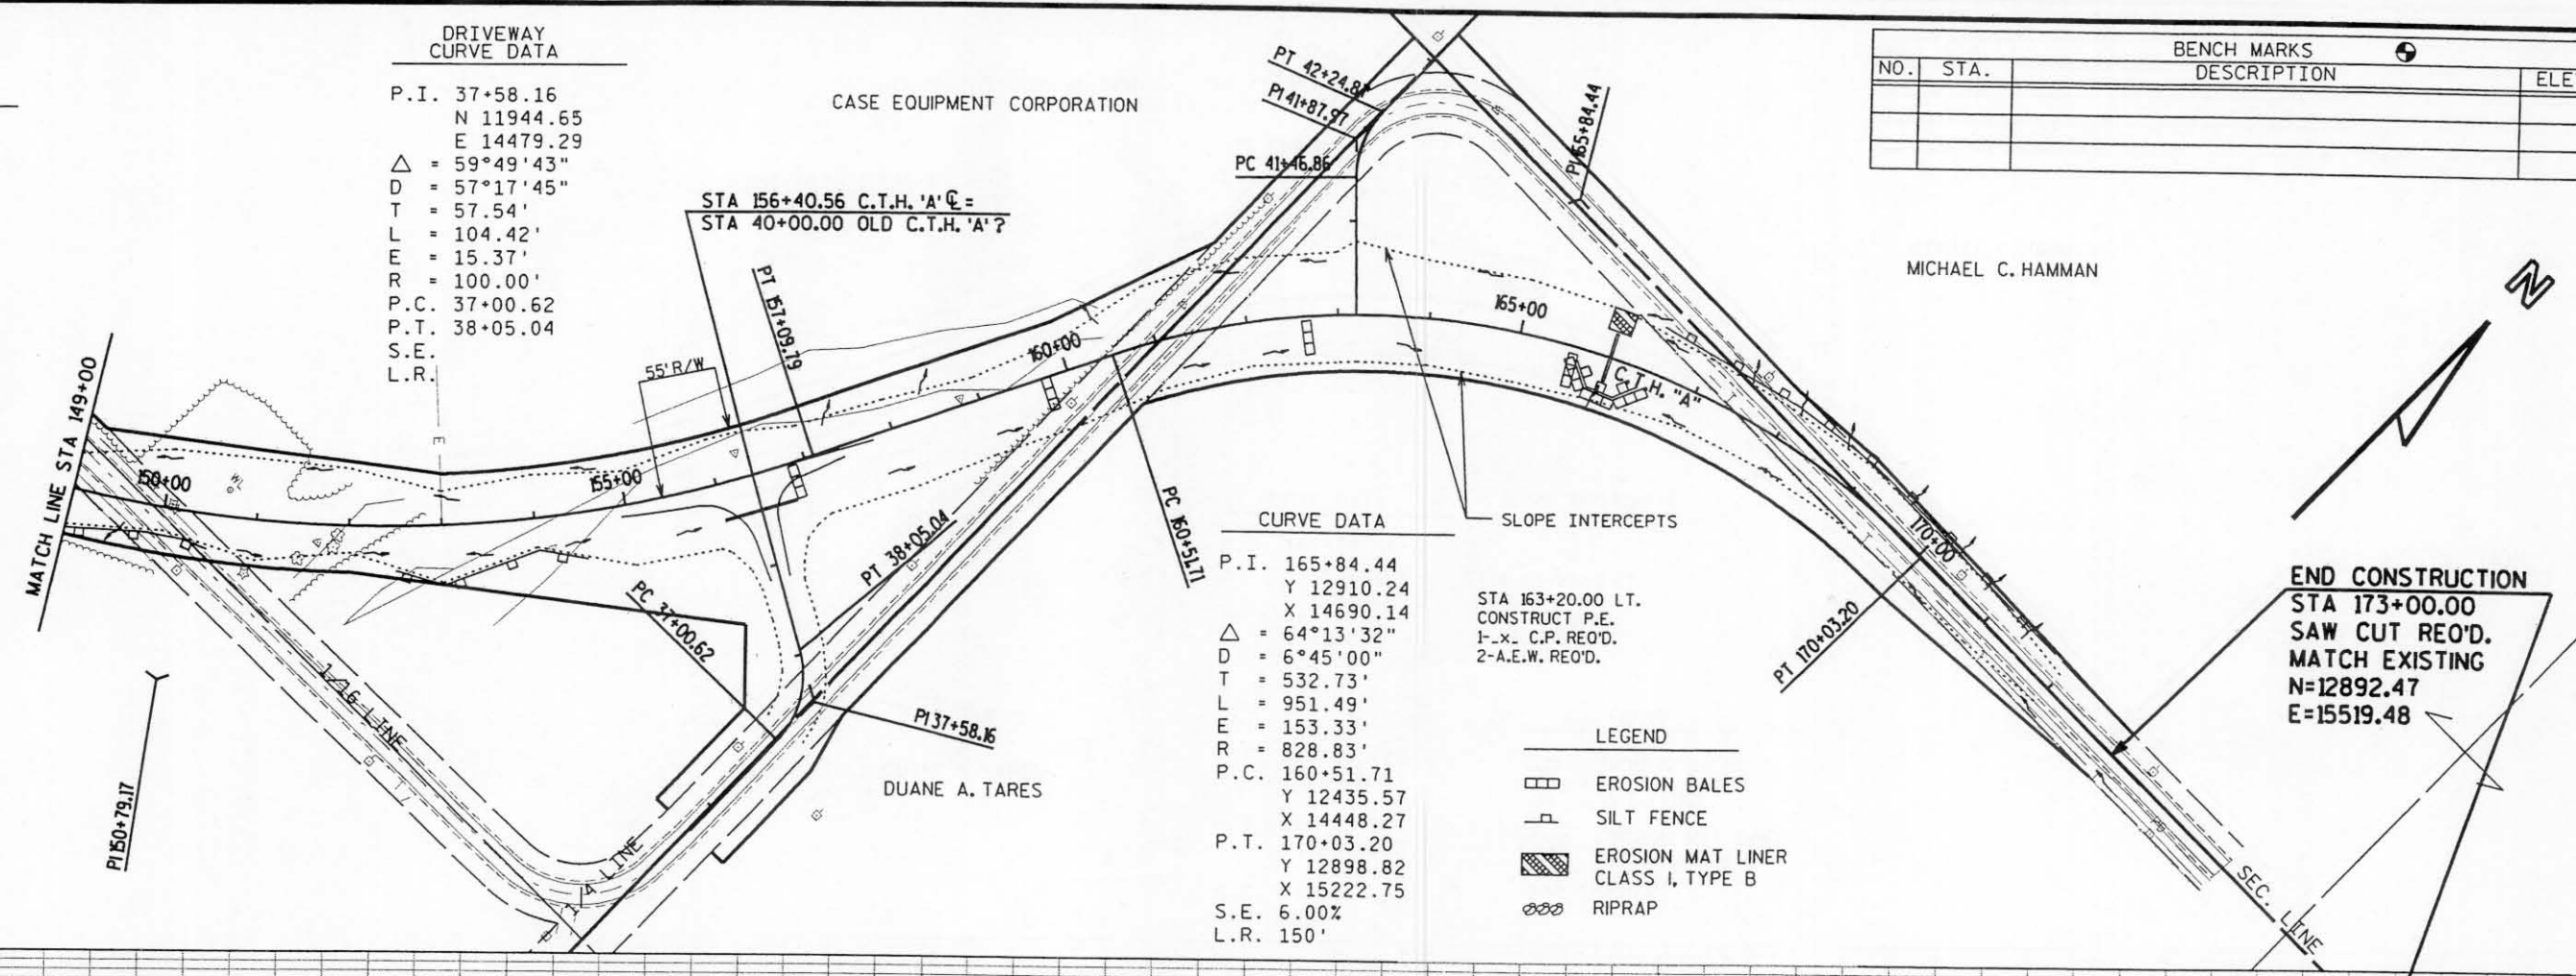 DRIVEWAY
CURVE DATA
P.I. 37+58.16
N 11944.65
E 14479.29
△ = 59°49'43"
D = 57°17'45"
T = 57.54'
L = 104.42'
E = 15.37'
R = 100.00'
P.C. 37+00.62
P.T. 38+05.04
S.E.
L.R.
CASE EQUIPMENT CORPORATION
STA 156+40.56 C.T.H. 'A' ℄ =
STA 40+00.00 OLD C.T.H. 'A'?
PT 157+09.79
55' R/W
MATCH LINE STA 149+00
150+00
WL
E
155+00
160+00
165+00
170+00
PT 42+24.87
PI 41+87.97
PC 41+46.86
PI 165+84.44
BENCH MARKS
NO. STA. DESCRIPTION ELE
MICHAEL C. HAMMAN
N
C.T.H. "A"
PC 160+51.71
PT 38+05.04
PC 37+00.62
PI 37+58.16
PI 150+79.17
1/16 LINE
1/4 LINE
DUANE A. TARES
CURVE DATA
P.I. 165+84.44
Y 12910.24
X 14690.14
△ = 64°13'32"
D = 6°45'00"
T = 532.73'
L = 951.49'
E = 153.33'
R = 828.83'
P.C. 160+51.71
Y 12435.57
X 14448.27
P.T. 170+03.20
Y 12898.82
X 15222.75
S.E. 6.00%
L.R. 150'
SLOPE INTERCEPTS
STA 163+20.00 LT.
CONSTRUCT P.E.
1-_x_ C.P. REQ'D.
2-A.E.W. REQ'D.
PT 170+03.20
LEGEND
EROSION BALES
SILT FENCE
EROSION MAT LINER
CLASS I, TYPE B
RIPRAP
END CONSTRUCTION
STA 173+00.00
SAW CUT REQ'D.
MATCH EXISTING
N=12892.47
E=15519.48
SEC. LINE